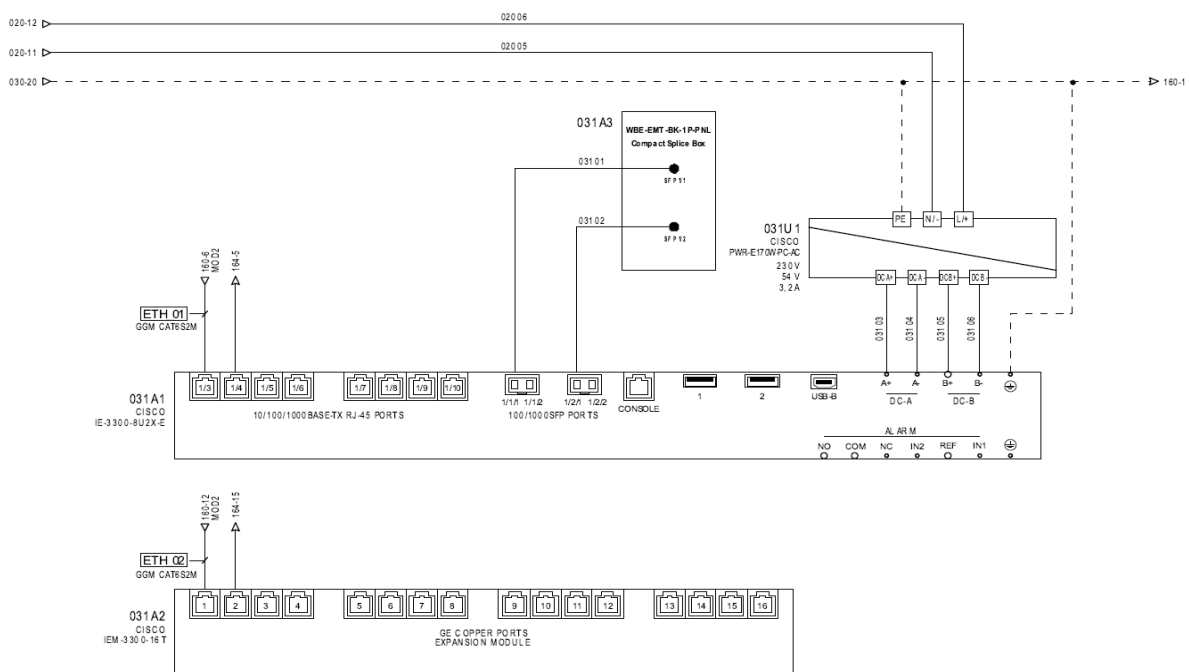 020-12
02006
020-11
02005
030-20
160-1
031A3
WBE-EMT-BK-1P-PNL
Compact Splice Box
03101
SFP 1/1
03102
SFP 1/2
PE
N/-
L/+
031U1
CISCO
PWR-E170W-PC-AC
230V
54 V
3,2A
DCA+
DCA-
DCB+
DCB-
160-6
MOD2
164-5
03103
03104
03105
03106
ETH 01
GGM CAT6S2M
1/3
1/4
1/5
1/6
1/7
1/8
1/9
1/10
A+
A-
B+
B-
031A1
CISCO
IE-3300-8U2X-E
10/100/1000BASE-TX RJ-45 PORTS
1/1/1 1/1/2
1/2/1 1/2/2
100/1000SFP PORTS
CONSOLE
1
2
USB-B
DC-A
DC-B
ALARM
NO
COM
NC
IN2
REF
IN1
160-12
MOD2
164-15
ETH 02
GGM CAT6S2M
1
2
3
4
5
6
7
8
9
10
11
12
13
14
15
16
031A2
CISCO
IEM-3300-16T
GE COPPER PORTS
EXPANSION MODULE